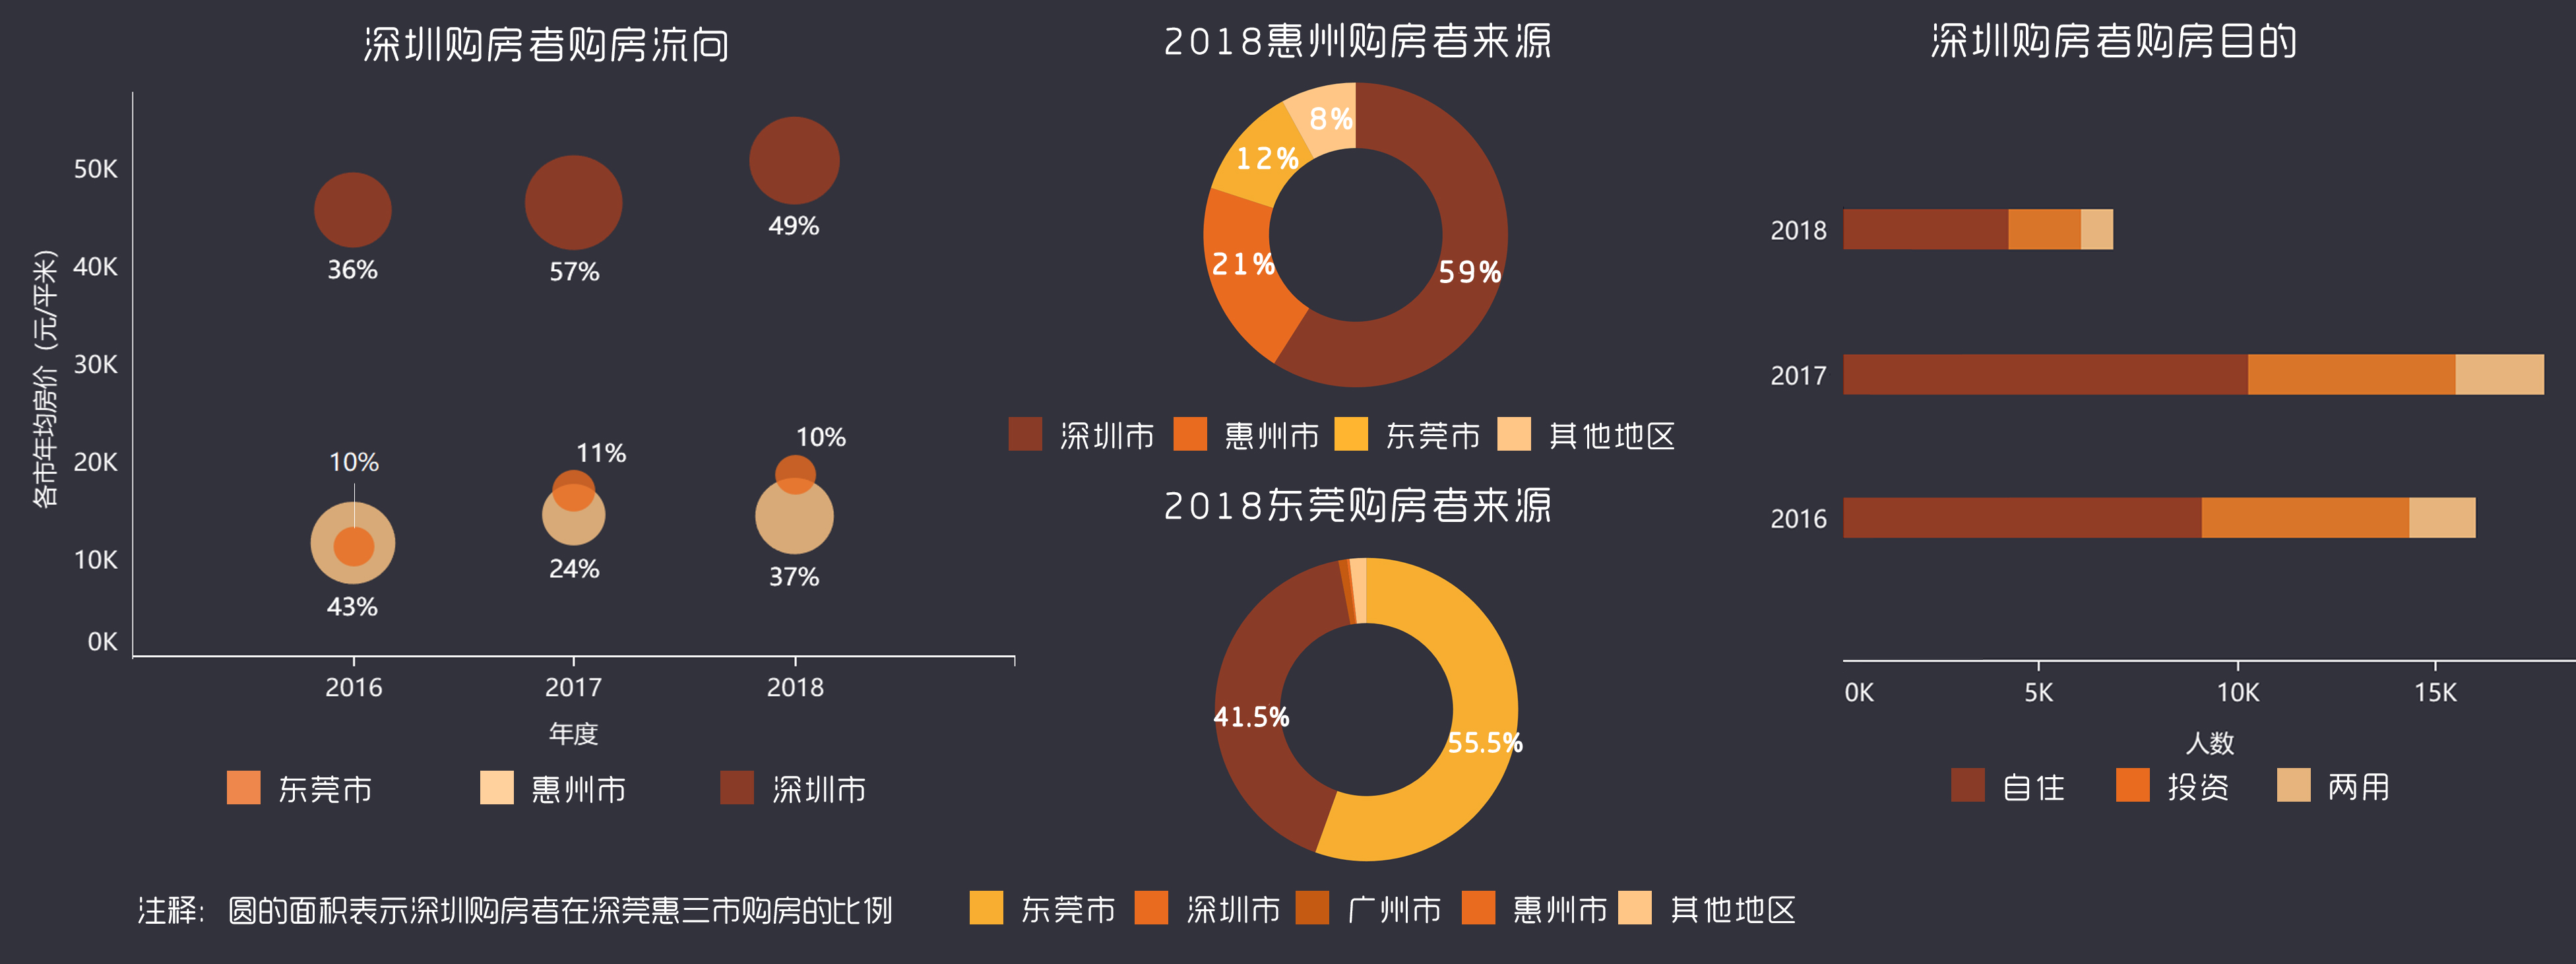 深圳购房者购房流向
各市年均房价（元/平米）
50K
40K
30K
20K
10K
0K
36%
57%
49%
10%
11%
10%
43%
24%
37%
2016
2017
2018
年度
东莞市 惠州市 深圳市
注释：圆的面积表示深圳购房者在深莞惠三市购房的比例
2018惠州购房者来源
8%
12%
21%
59%
深圳市 惠州市 东莞市 其他地区
2018东莞购房者来源
41.5%
55.5%
东莞市 深圳市 广州市 惠州市 其他地区
深圳购房者购房目的
2018
2017
2016
0K 5K 10K 15K
人数
自住 投资 两用